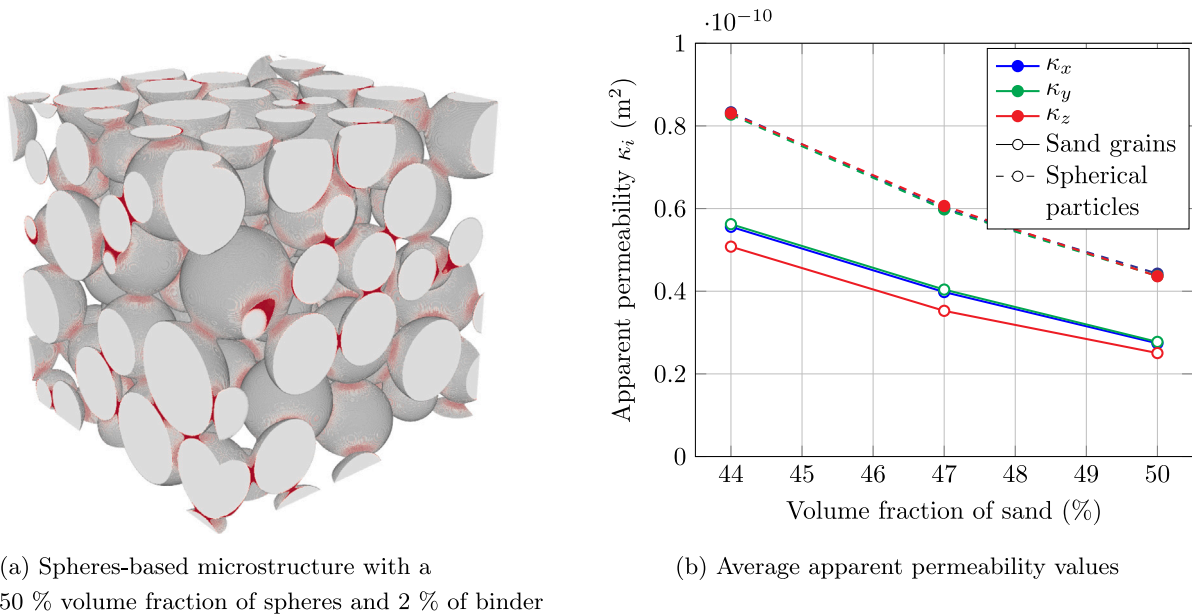 ·10⁻¹⁰
1
0.8
0.6
0.4
0.2
0
Apparent permeability κᵢ (m²)
κₓ
κ_y
κ_z
Sand grains
Spherical
particles
44 45 46 47 48 49 50
Volume fraction of sand (%)
(a) Spheres-based microstructure with a
50 % volume fraction of spheres and 2 % of binder
(b) Average apparent permeability values